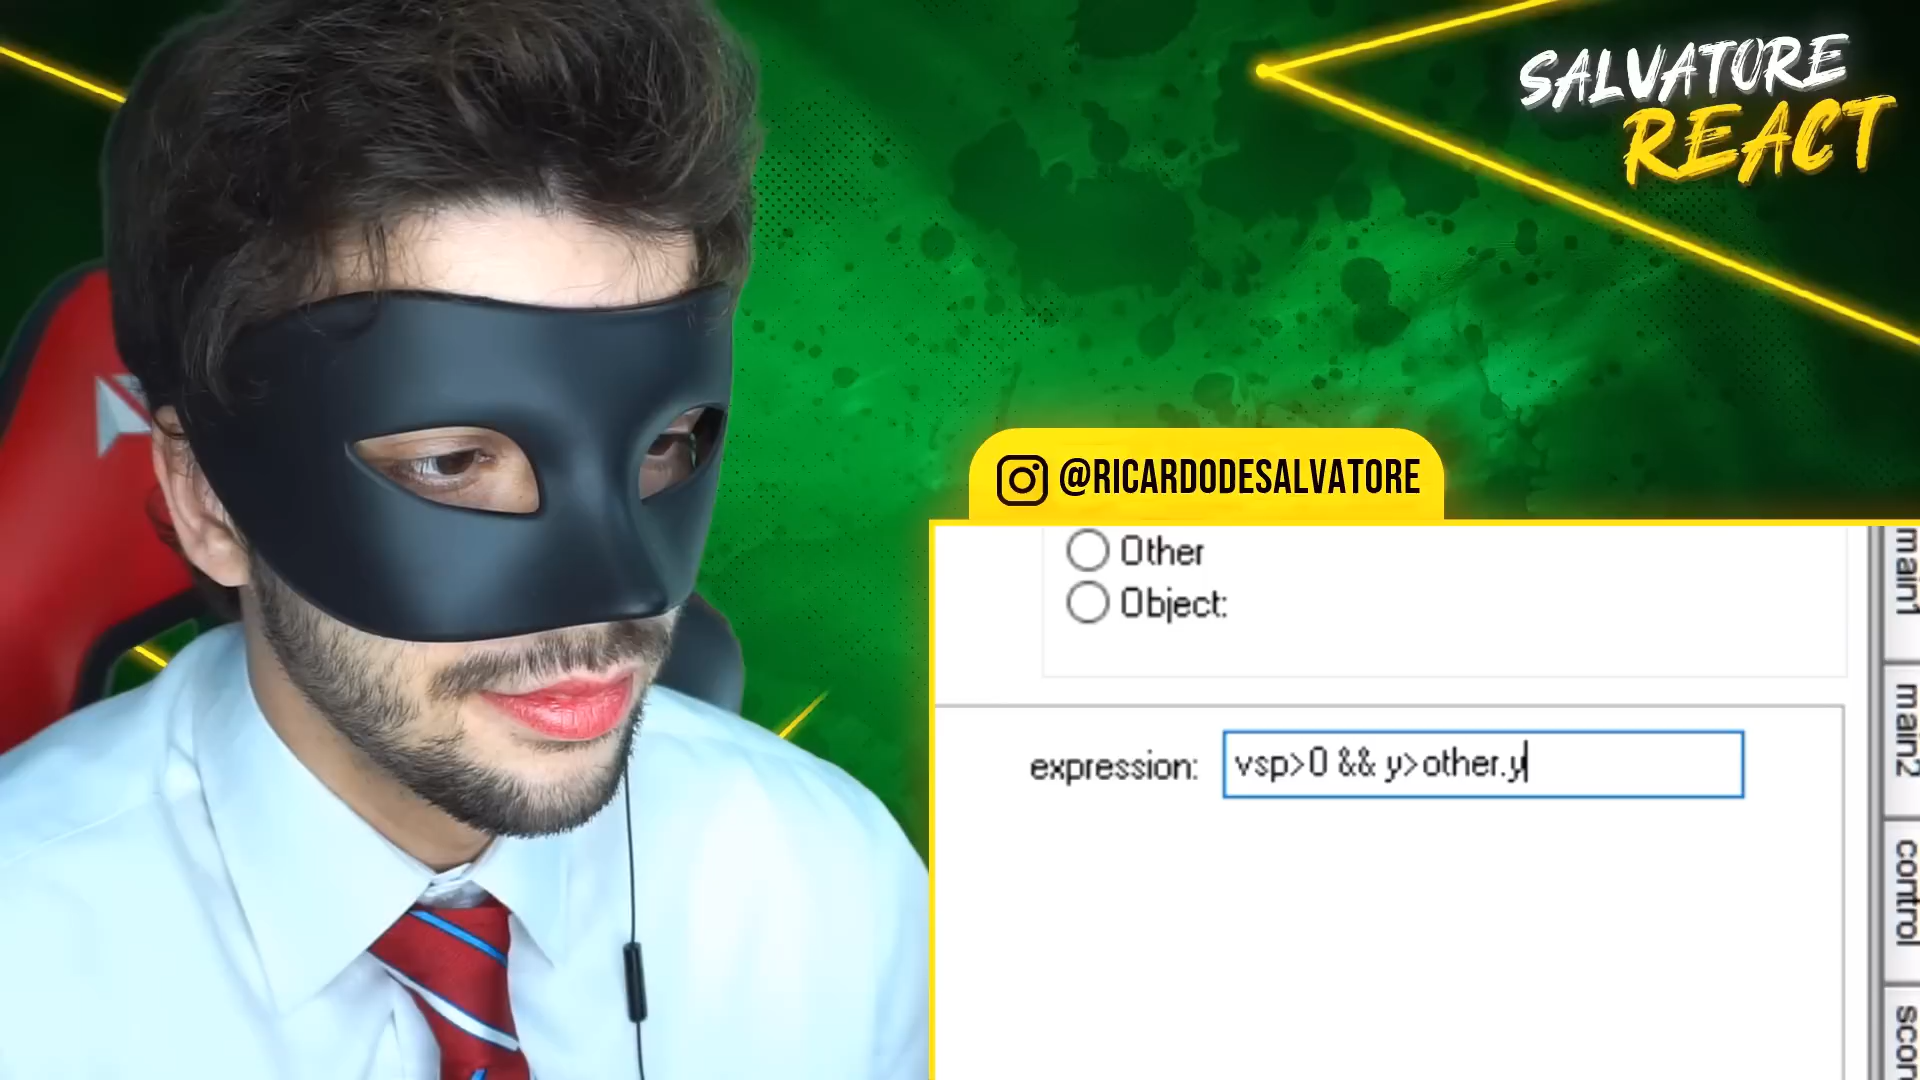 SALVATORE
REACT
@RICARDODESALVATORE
Other
Object:
expression: vsp>0 && y>other.y
main1
main2
control